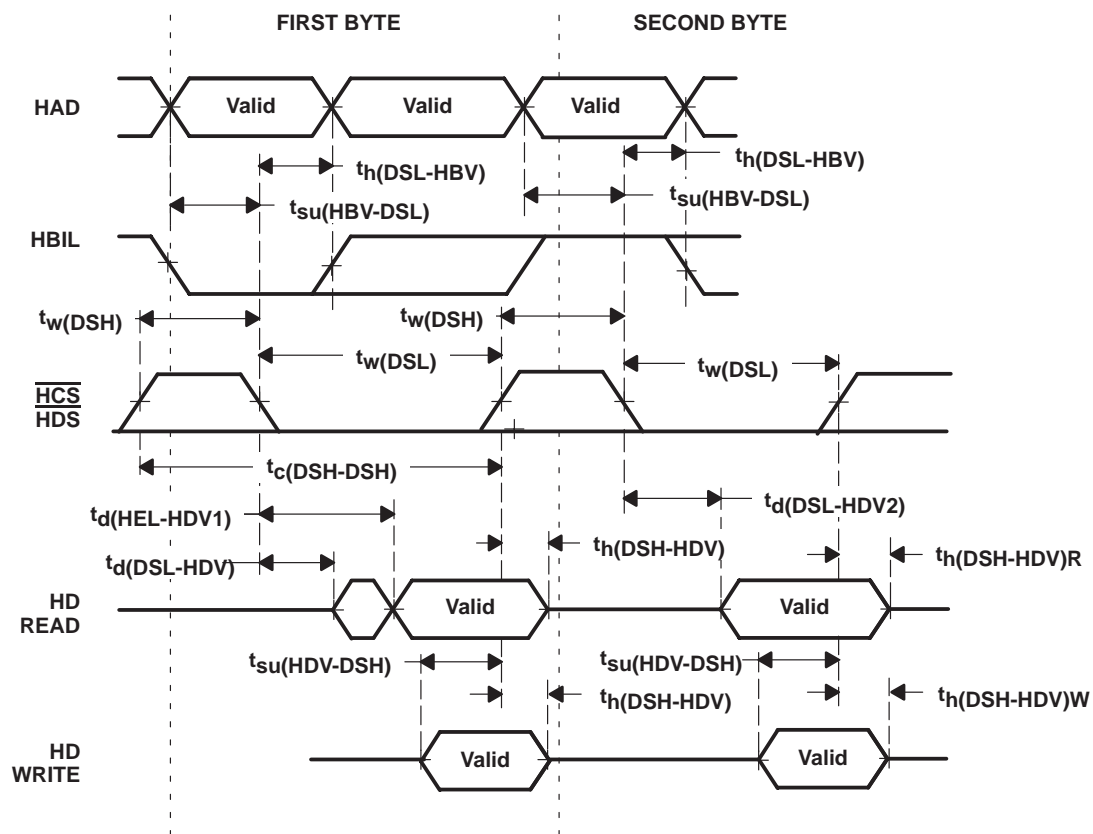 FIRST BYTE
SECOND BYTE
HAD
Valid
Valid
Valid
th(DSL-HBV)
th(DSL-HBV)
tsu(HBV-DSL)
tsu(HBV-DSL)
HBIL
tw(DSH)
tw(DSH)
tw(DSL)
tw(DSL)
HCS
HDS
tc(DSH-DSH)
td(HEL-HDV1)
td(DSL-HDV2)
th(DSH-HDV)
th(DSH-HDV)R
td(DSL-HDV)
HD
READ
Valid
Valid
tsu(HDV-DSH)
tsu(HDV-DSH)
th(DSH-HDV)
th(DSH-HDV)W
HD
WRITE
Valid
Valid